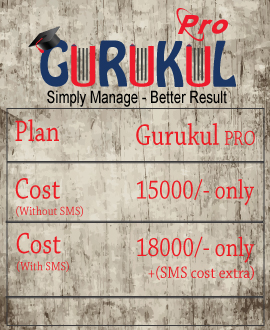 Pro
GURUKUL
Simply Manage - Better Result
Plan Gurukul PRO
Cost 15000/- only
(Without SMS)
Cost 18000/- only
(With SMS) +(SMS cost extra)